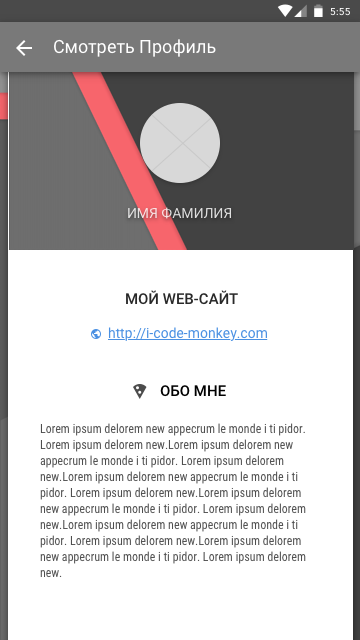 5:55
Смотреть Профиль
ИМЯ ФАМИЛИЯ
МОЙ WEB-САЙТ
http://i-code-monkey.com
ОБО МНЕ
Lorem ipsum delorem new appecrum le monde i ti pidor.
Lorem ipsum delorem new.Lorem ipsum delorem new
appecrum le monde i ti pidor. Lorem ipsum delorem
new.Lorem ipsum delorem new appecrum le monde i ti
pidor. Lorem ipsum delorem new.Lorem ipsum delorem
new appecrum le monde i ti pidor. Lorem ipsum delorem
new.Lorem ipsum delorem new appecrum le monde i ti
pidor. Lorem ipsum delorem new.Lorem ipsum delorem
new appecrum le monde i ti pidor. Lorem ipsum delorem
new.